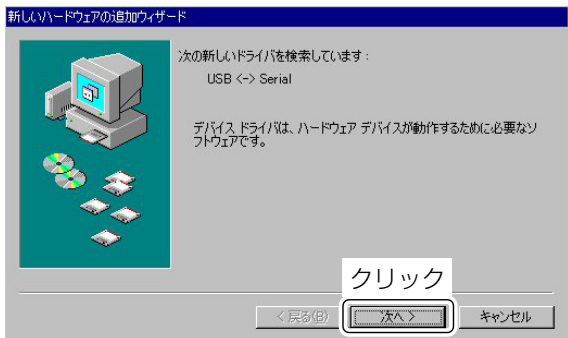 新しいハードウェアの追加ウィザード
次の新しいドライバを検索しています：
USB <-> Serial
デバイス ドライバは、ハードウェア デバイスが動作するために必要なソ
フトウェアです。
クリック
< 戻る(B)
次へ >
キャンセル